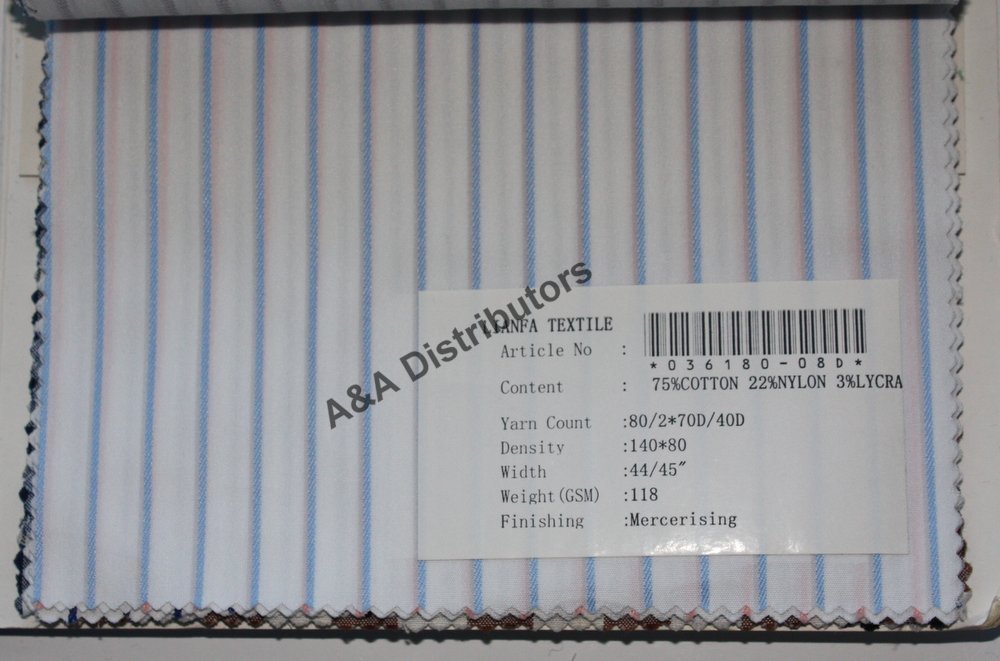 LIANFA TEXTILE
Article No :
*036180-08D*
Content : 75%COTTON 22%NYLON 3%LYCRA
Yarn Count :80/2*70D/40D
Density :140*80
Width :44/45″
Weight(GSM) :118
Finishing :Mercerising
A&A Distributors